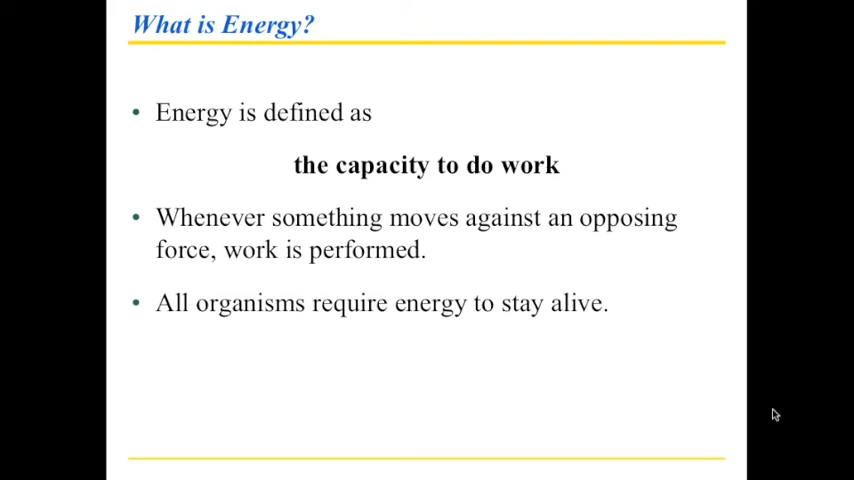 What is Energy?
• Energy is defined as
the capacity to do work
• Whenever something moves against an opposing
force, work is performed.
• All organisms require energy to stay alive.